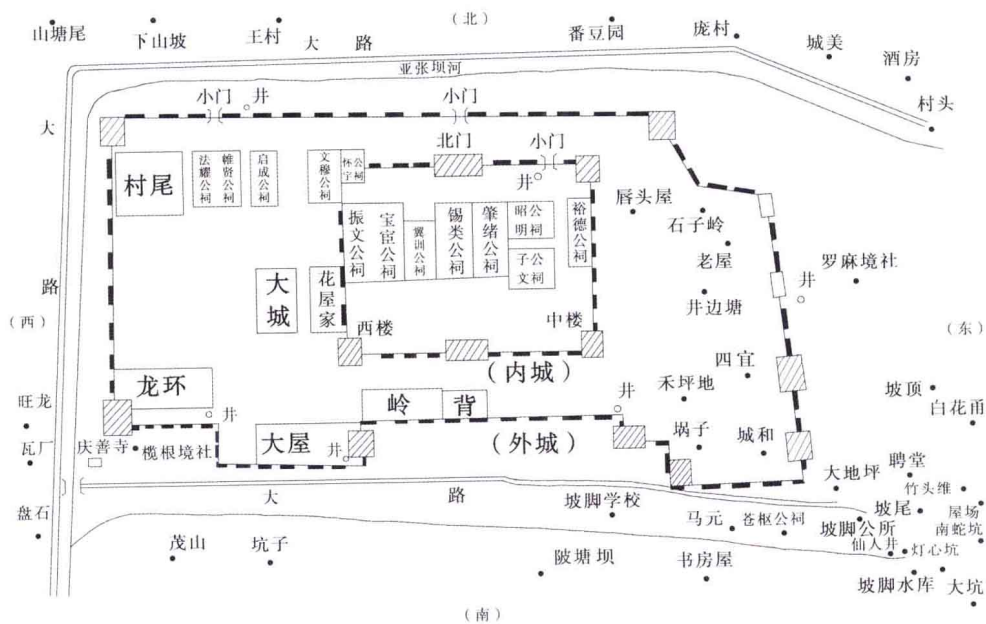 （北）
山塘尾
下山坡
王村
大路
番豆园
庞村
城美
酒房
村头
亚张坝河
小门
井
小门
大路
（西）
北门
小门
井
村尾
法耀公祠
帷贤公祠
启成公祠
文穆公祠
怀宇公祠
振文公祠
宝宦公祠
翼训公祠
锡类公祠
肇绪公祠
昭明公祠
子文公祠
裕德公祠
唇头屋
石子岭
老屋
井边塘
罗麻境社
井
（东）
大城
花屋家
西楼
中楼
（内城）
四宜
禾坪地
龙环
井
岭背
井
（外城）
埚子
城和
坡顶
白花甬
旺龙
瓦厂
庆善寺
榄根境社
大屋
井
大地坪
聘堂
竹头维
屋场
盘石
大路
坡脚学校
马元
苍枢公祠
坡尾
坡脚公所
南蛇坑
仙人井
灯心坑
茂山
坑子
陂塘坝
书房屋
坡脚水库
大坑
（南）